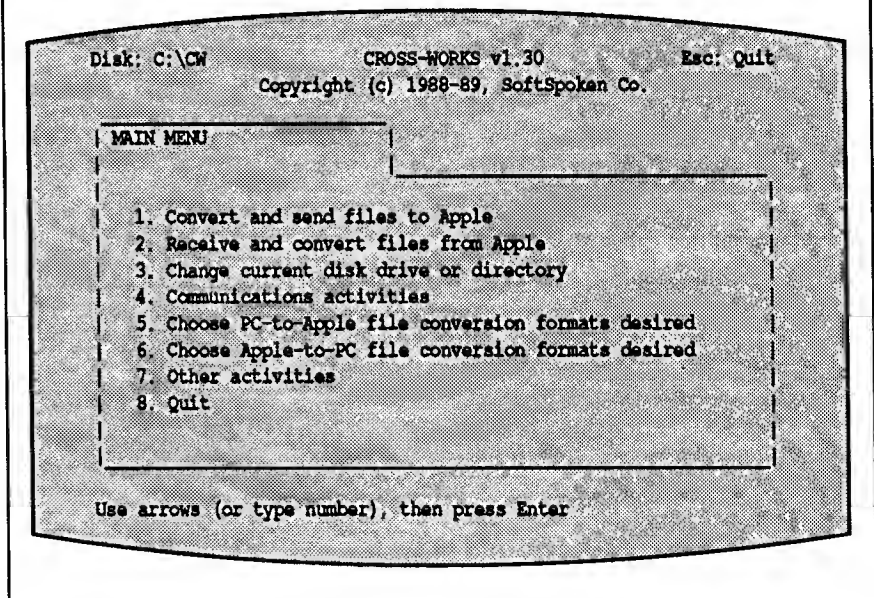 Disk: C:\CW CROSS-WORKS v1.30 Esc: Quit
Copyright (c) 1988-89, SoftSpoken Co.
MAIN MENU
1. Convert and send files to Apple
2. Receive and convert files from Apple
3. Change current disk drive or directory
4. Communications activities
5. Choose PC-to-Apple file conversion formats desired
6. Choose Apple-to-PC file conversion formats desired
7. Other activities
8. Quit
Use arrows (or type number), then press Enter